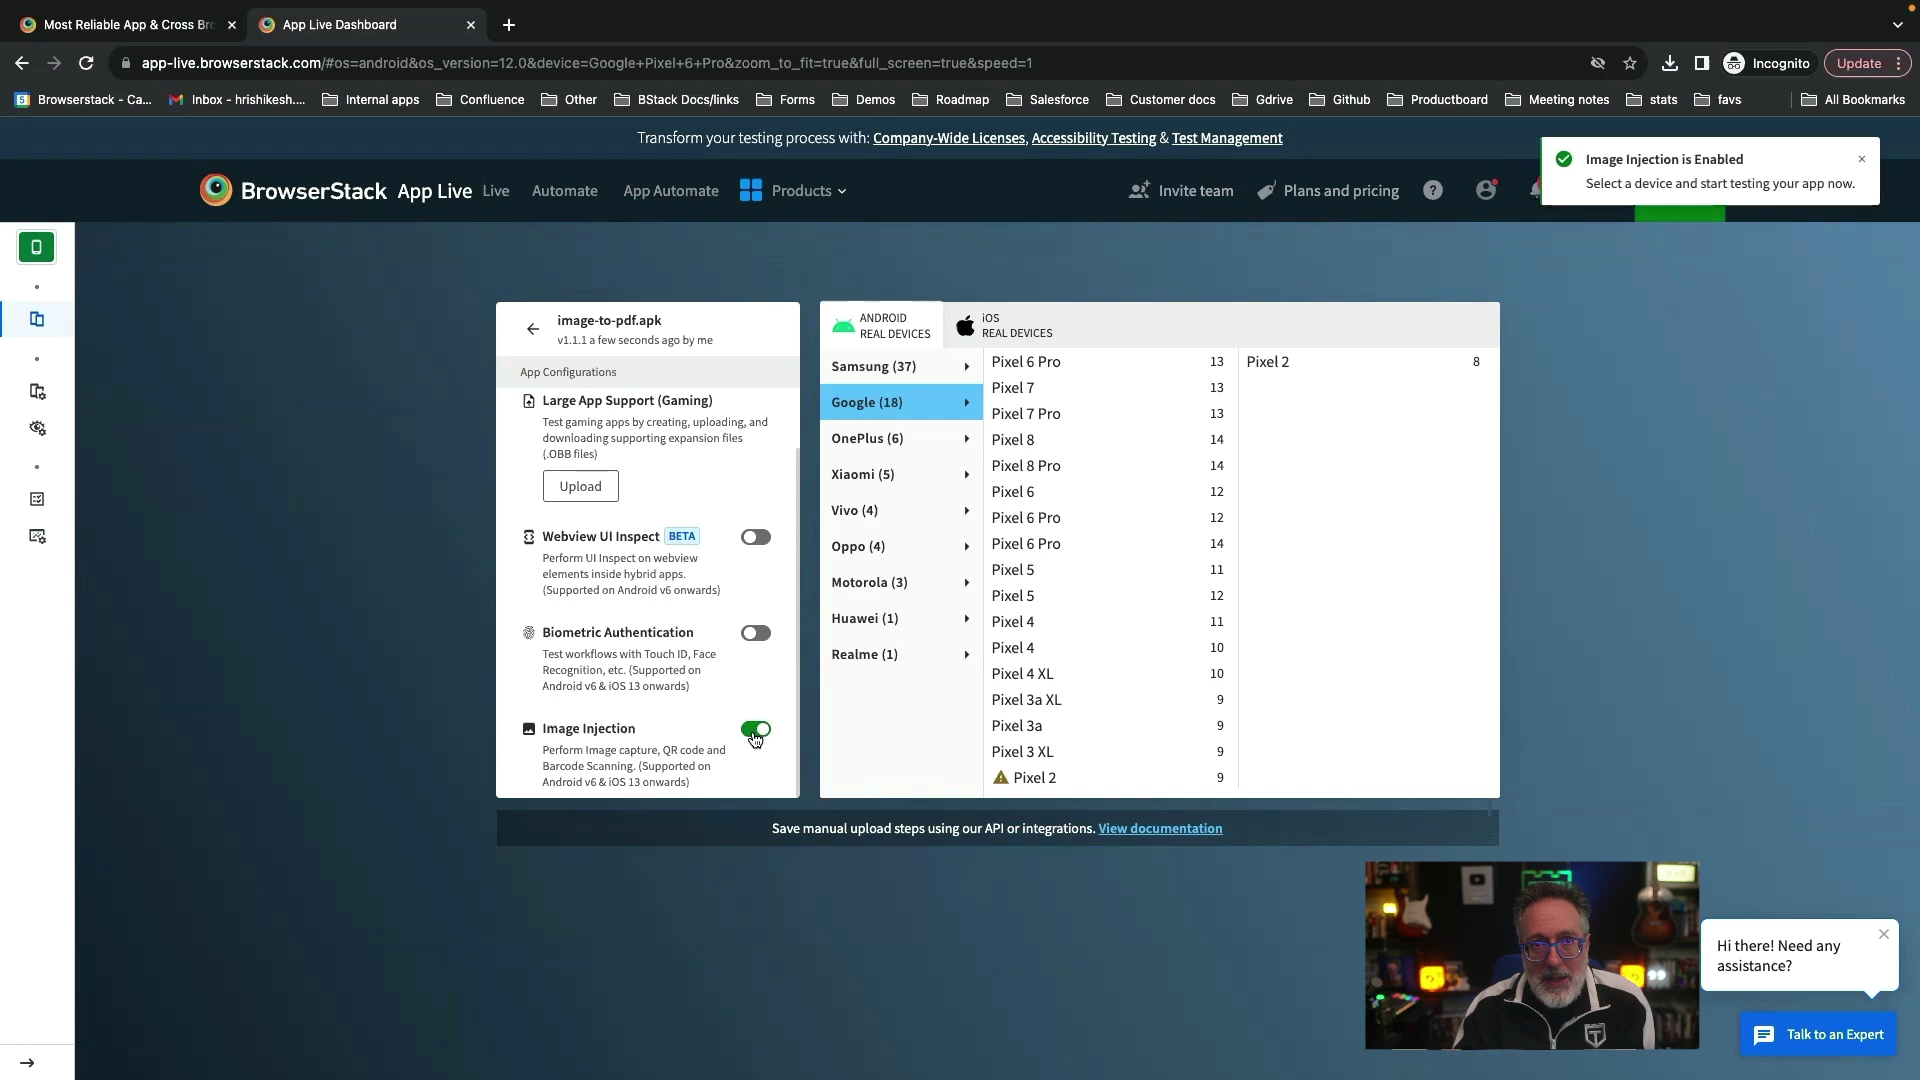 Most Reliable App & Cross Bro
App Live Dashboard
app-live.browserstack.com/#os=android&os_version=12.0&device=Google+Pixel+6+Pro&zoom_to_fit=true&full_screen=true&speed=1
Incognito
Update
Browserstack - Ca...
Inbox - hrishikesh....
Internal apps
Confluence
Other
BStack Docs/links
Forms
Demos
Roadmap
Salesforce
Customer docs
Gdrive
Github
Productboard
Meeting notes
stats
favs
All Bookmarks
Transform your testing process with: Company-Wide Licenses, Accessibility Testing & Test Management
Image Injection is Enabled
Select a device and start testing your app now.
BrowserStack App Live
Live
Automate
App Automate
Products
Invite team
Plans and pricing
image-to-pdf.apk
v1.1.1 a few seconds ago by me
App Configurations
Large App Support (Gaming)
Test gaming apps by creating, uploading, and
downloading supporting expansion files
(.OBB files)
Upload
Webview UI Inspect BETA
Perform UI Inspect on webview
elements inside hybrid apps.
(Supported on Android v6 onwards)
Biometric Authentication
Test workflows with Touch ID, Face
Recognition, etc. (Supported on
Android v6 & iOS 13 onwards)
Image Injection
Perform Image capture, QR code and
Barcode Scanning. (Supported on
Android v6 & iOS 13 onwards)
ANDROID
REAL DEVICES
iOS
REAL DEVICES
Samsung (37)
Google (18)
OnePlus (6)
Xiaomi (5)
Vivo (4)
Oppo (4)
Motorola (3)
Huawei (1)
Realme (1)
Pixel 6 Pro 13
Pixel 7 13
Pixel 7 Pro 13
Pixel 8 14
Pixel 8 Pro 14
Pixel 6 12
Pixel 6 Pro 12
Pixel 6 Pro 14
Pixel 5 11
Pixel 5 12
Pixel 4 11
Pixel 4 10
Pixel 4 XL 10
Pixel 3a XL 9
Pixel 3a 9
Pixel 3 XL 9
Pixel 2 9
Pixel 2 8
Save manual upload steps using our API or integrations. View documentation
Hi there! Need any
assistance?
Talk to an Expert